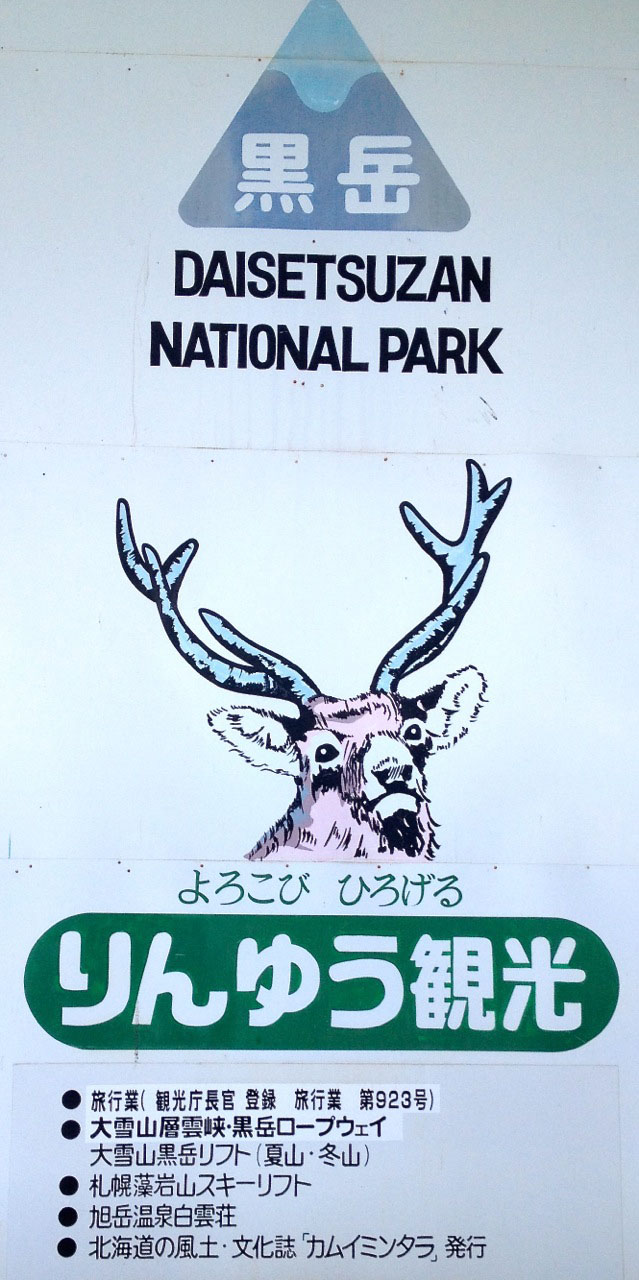 黒岳
DAISETSUZAN
NATIONAL PARK
よろこび ひろげる
りんゆう観光
● 旅行業( 観光庁長官 登録 旅行業 第923号)
● 大雪山層雲峡・黒岳ロープウェイ
大雪山黒岳リフト(夏山・冬山)
● 札幌藻岩山スキーリフト
● 旭岳温泉白雲荘
● 北海道の風土・文化誌「カムイミンタラ」発行